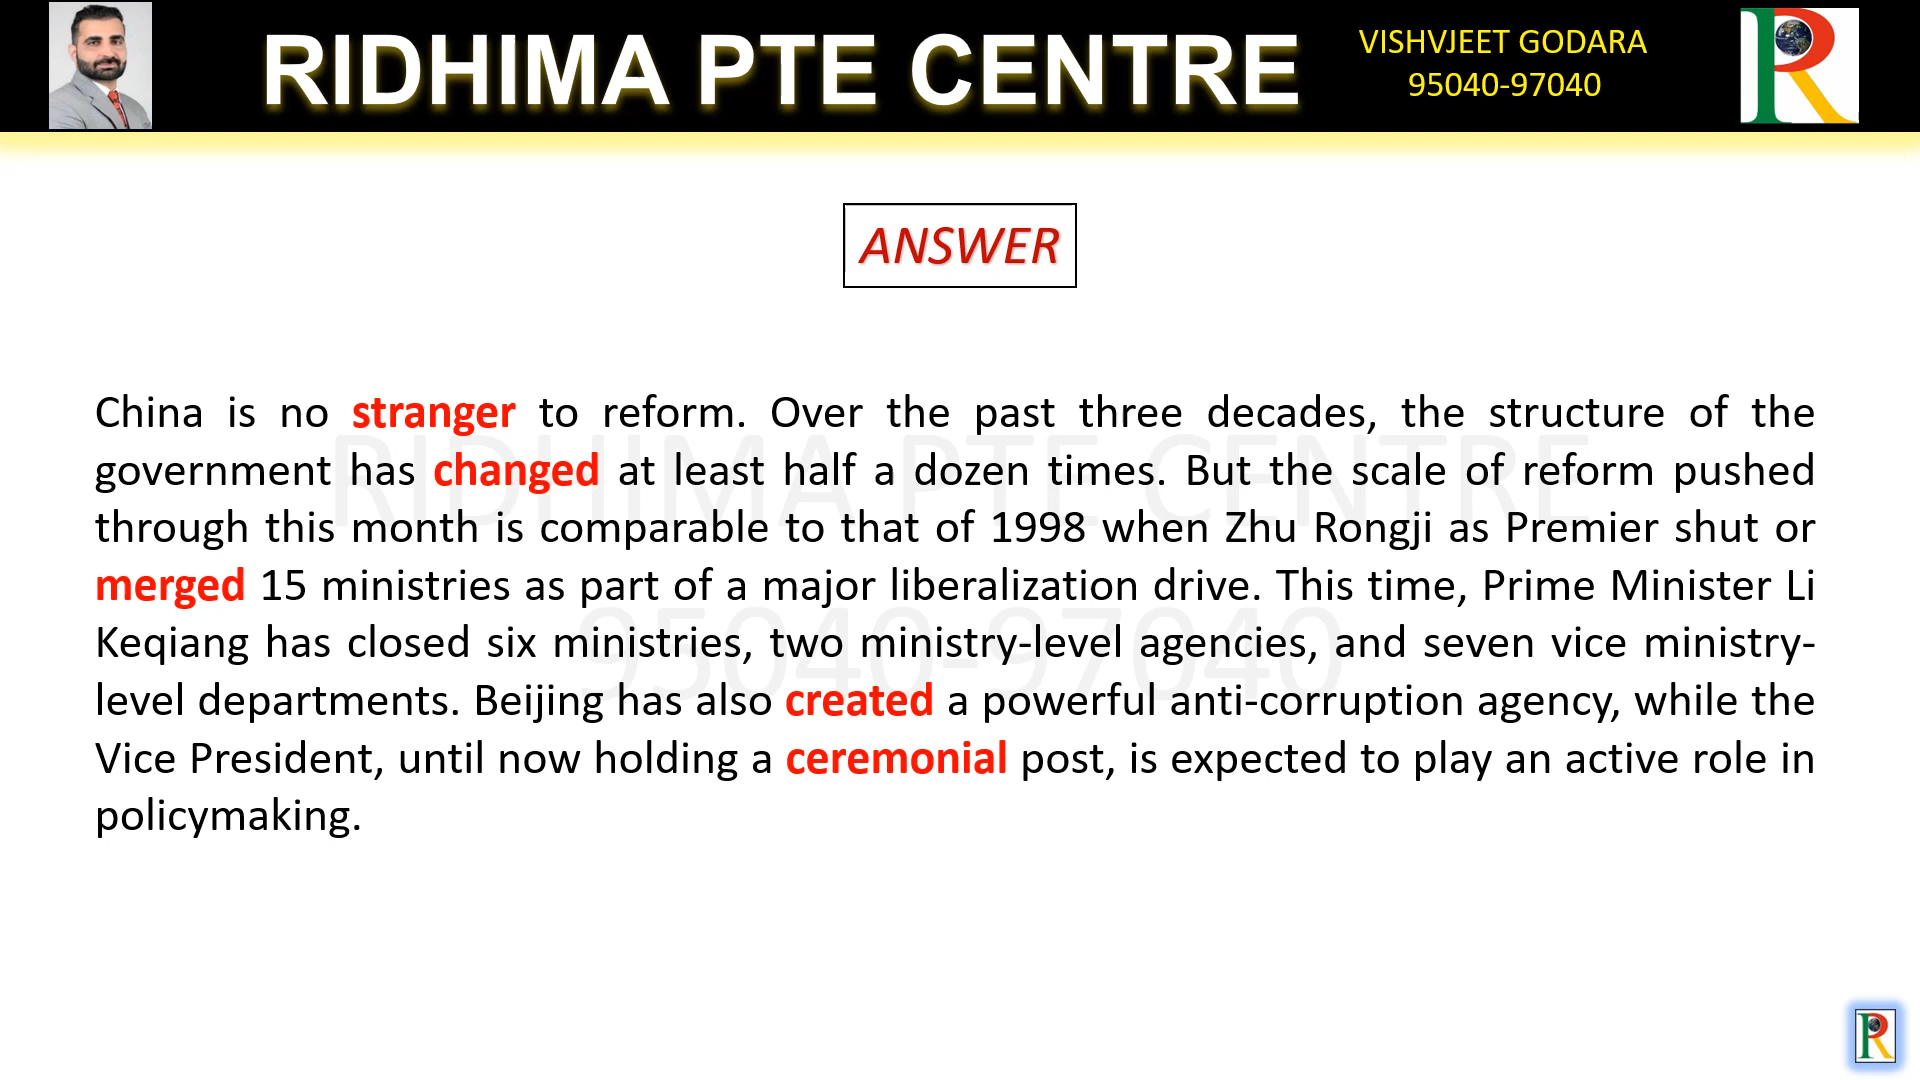 RIDHIMA PTE CENTRE
VISHVJEET GODARA
95040-97040
ANSWER
China is no stranger to reform. Over the past three decades, the structure of the
government has changed at least half a dozen times. But the scale of reform pushed
through this month is comparable to that of 1998 when Zhu Rongji as Premier shut or
merged 15 ministries as part of a major liberalization drive. This time, Prime Minister Li
Keqiang has closed six ministries, two ministry-level agencies, and seven vice ministry-
level departments. Beijing has also created a powerful anti-corruption agency, while the
Vice President, until now holding a ceremonial post, is expected to play an active role in
policymaking.
RIDHIMA PTE CENTRE
95040-97040